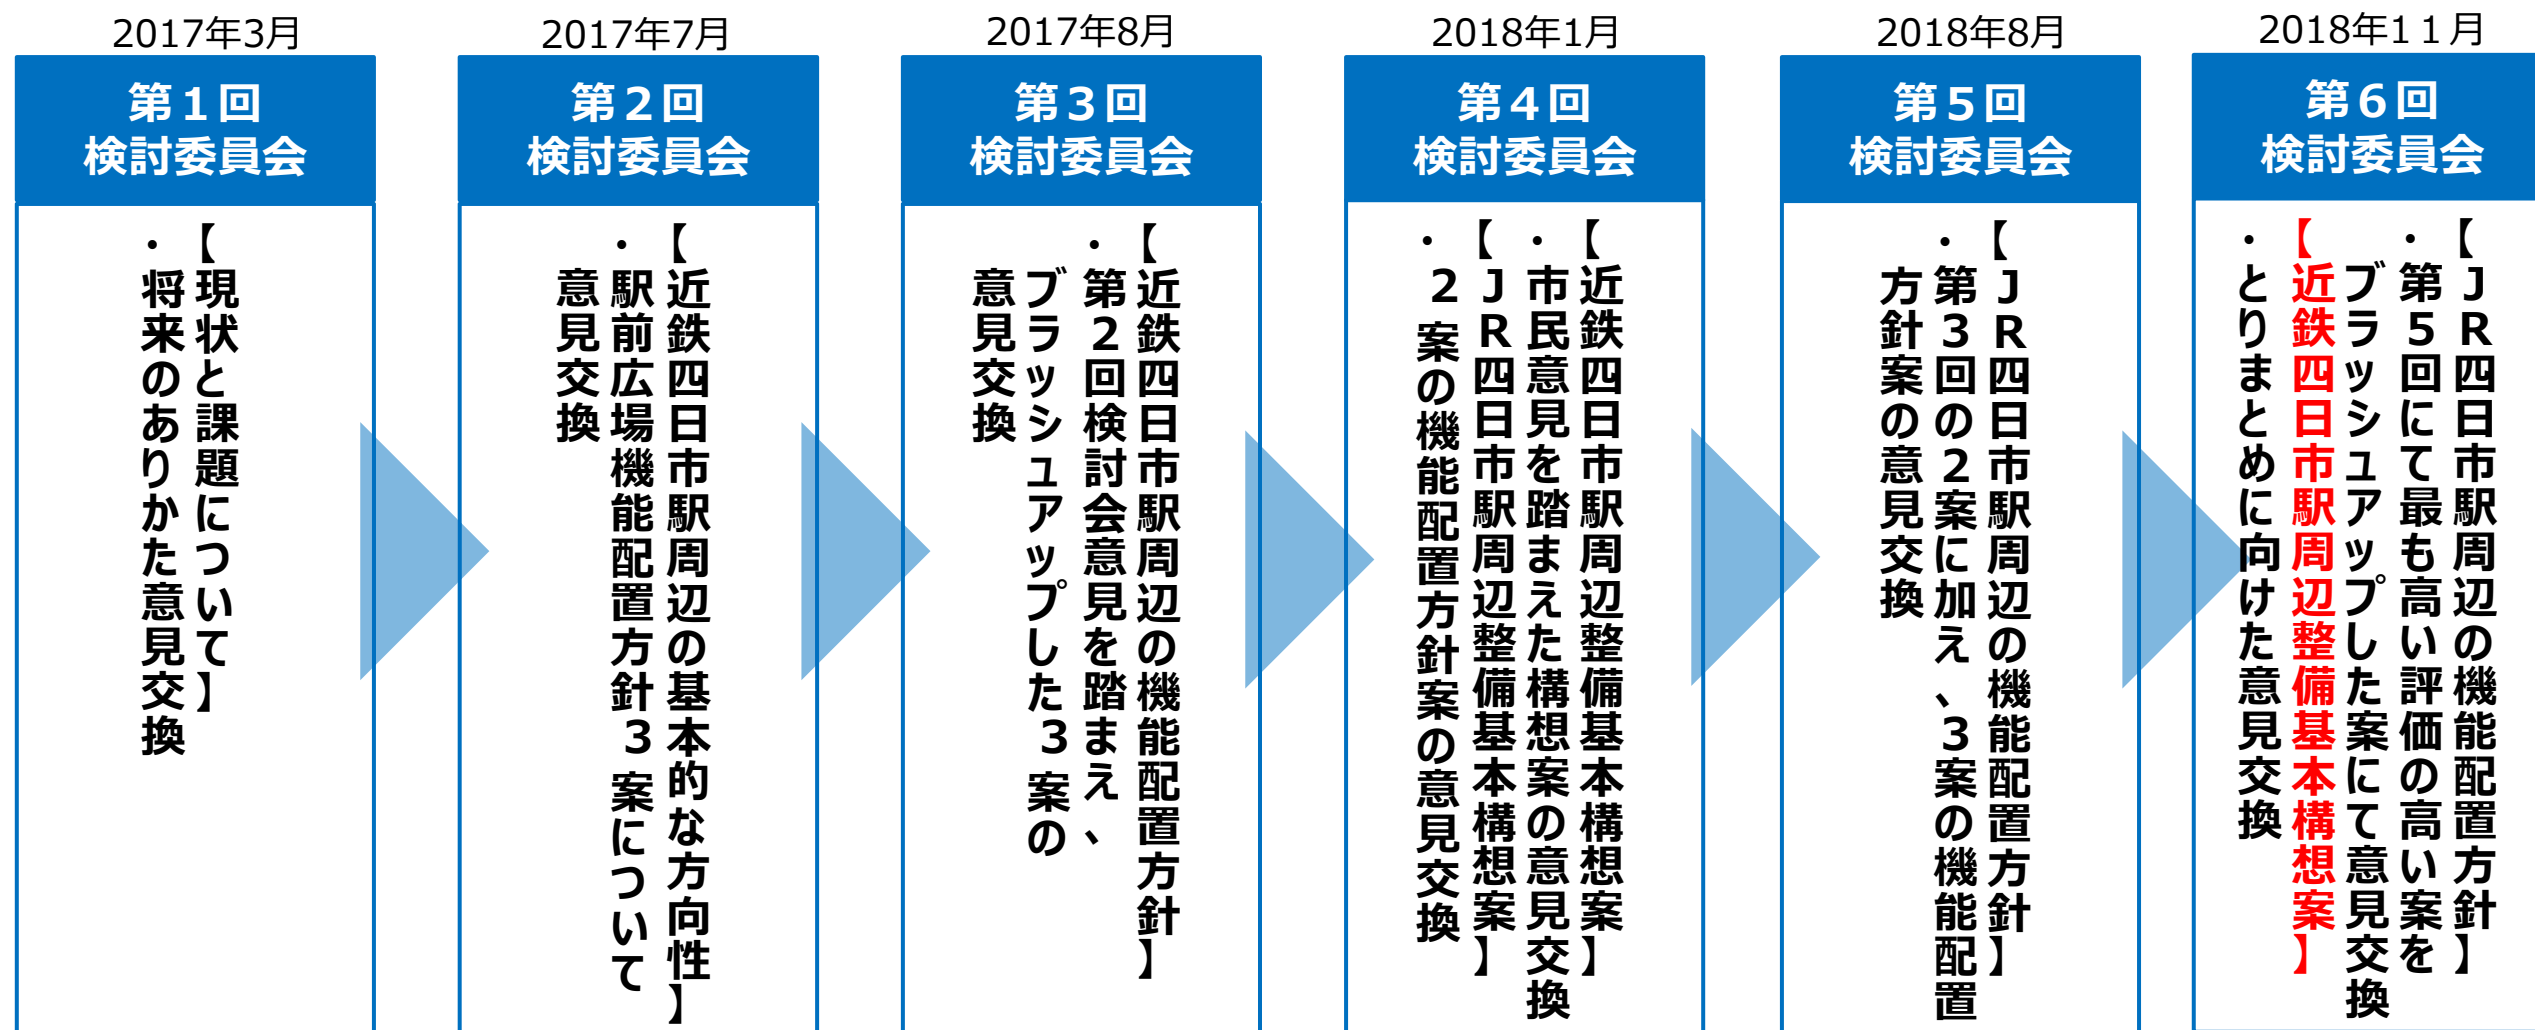 2017年3月
第１回
検討委員会
【現状と課題について】
・将来のありかた意見交換
2017年7月
第２回
検討委員会
【近鉄四日市駅周辺の基本的な方向性】
・駅前広場機能配置方針３案について
意見交換
2017年8月
第３回
検討委員会
【近鉄四日市駅周辺の機能配置方針】
・第２回検討会意見を踏まえ、
ブラッシュアップした３案の
意見交換
2018年1月
第４回
検討委員会
【近鉄四日市駅周辺整備基本構想案】
・市民意見を踏まえた構想案の意見交換
【ＪＲ四日市駅周辺整備基本構想案】
・２案の機能配置方針案の意見交換
2018年8月
第５回
検討委員会
【ＪＲ四日市駅周辺の機能配置方針】
・第３回の２案に加え、３案の機能配置
方針案の意見交換
2018年1１月
第６回
検討委員会
【ＪＲ四日市駅周辺の機能配置方針】
・第５回にて最も高い評価の高い案を
ブラッシュアップした案にて意見交換
【近鉄四日市駅周辺整備基本構想案】
・とりまとめに向けた意見交換